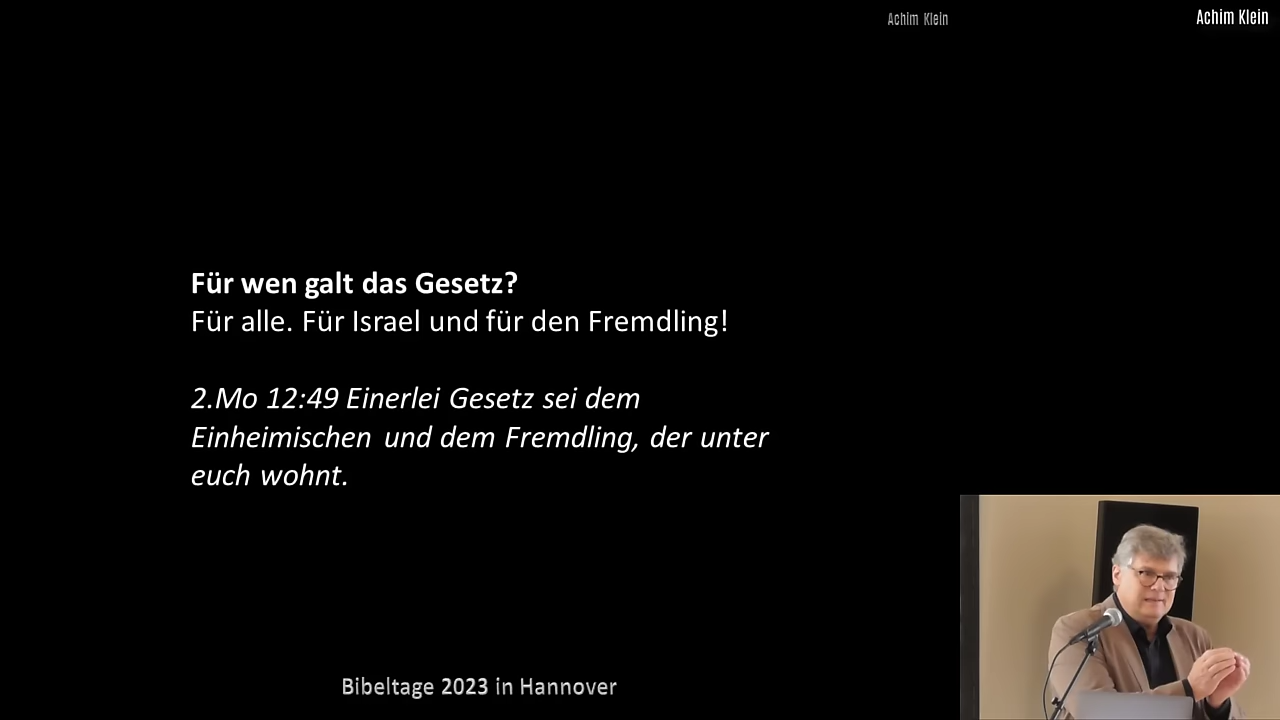 Achim Klein
Achim Klein
Für wen galt das Gesetz?
Für alle. Für Israel und für den Fremdling!
2.Mo 12:49 Einerlei Gesetz sei dem
Einheimischen und dem Fremdling, der unter
euch wohnt.
Bibeltage 2023 in Hannover